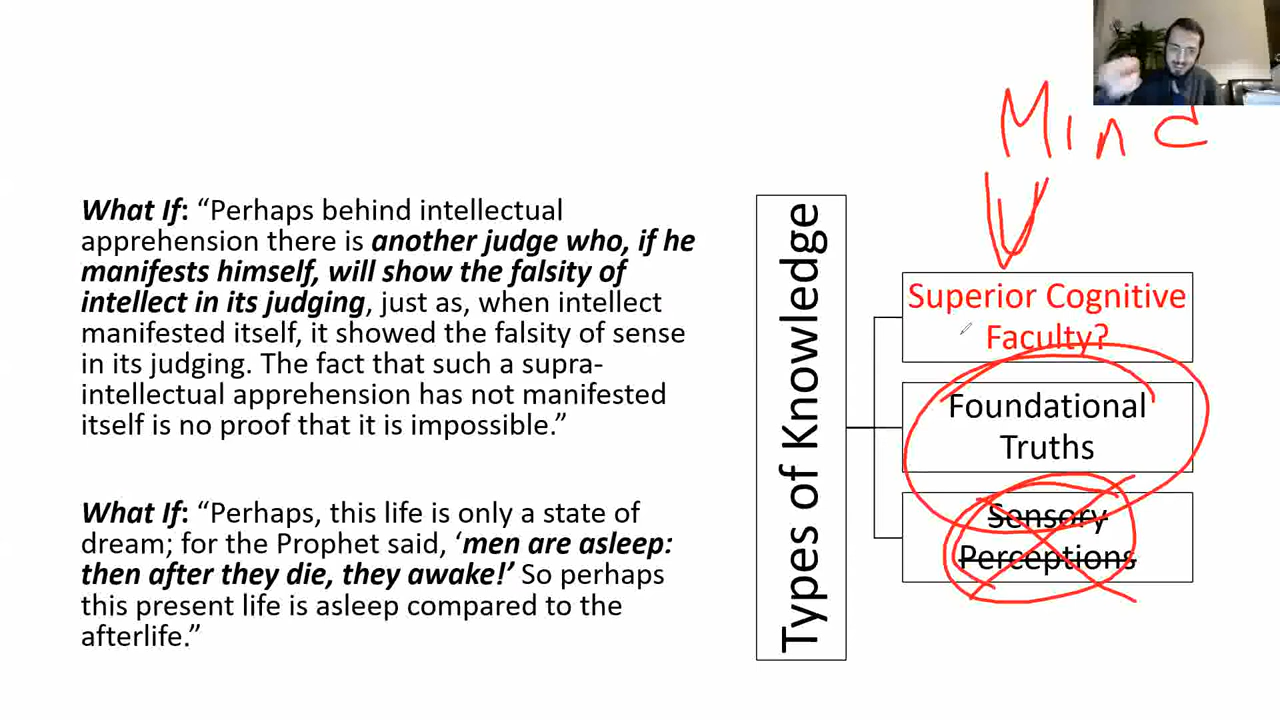 What If: “Perhaps behind intellectual
apprehension there is another judge who, if he
manifests himself, will show the falsity of
intellect in its judging, just as, when intellect
manifested itself, it showed the falsity of sense
in its judging. The fact that such a supra-
intellectual apprehension has not manifested
itself is no proof that it is impossible.”
What If: “Perhaps, this life is only a state of
dream; for the Prophet said, ‘men are asleep:
then after they die, they awake!’ So perhaps
this present life is asleep compared to the
afterlife.”
Types of Knowledge
Mind
Superior Cognitive
Faculty?
Foundational
Truths
Sensory
Perceptions